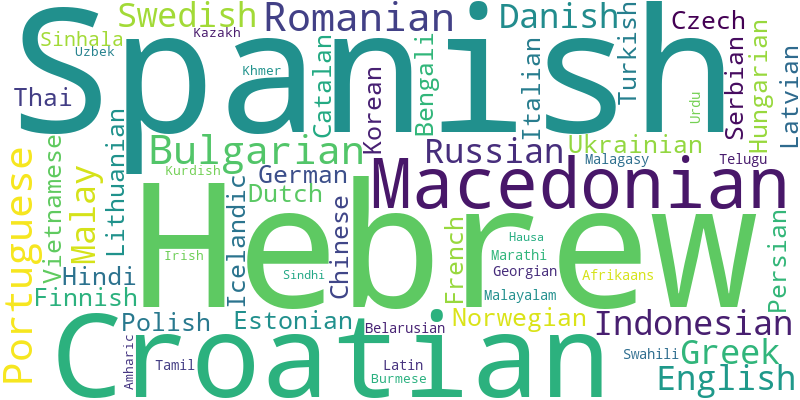 Spanish
Hebrew
Croatian
Macedonian
Swedish
Romanian
Danish
Czech
Kazakh
Sinhala
Uzbek
Khmer
Catalan
Bengali
Italian
Turkish
Urdu
Serbian
Hungarian
Latvian
Thai
Korean
Lithuanian
Bulgarian
Russian
Ukrainian
Malagasy
Telugu
Portuguese
Vietnamese
Malay
Kurdish
German
Dutch
Icelandic
Chinese
French
Hausa
Marathi
Georgian
Afrikaans
Persian
Irish
Sindhi
Hindi
Finnish
Malayalam
Polish
Estonian
Belarusian
Norwegian
Indonesian
Amharic
Tamil
Latin
Burmese
Swahili
Greek
English